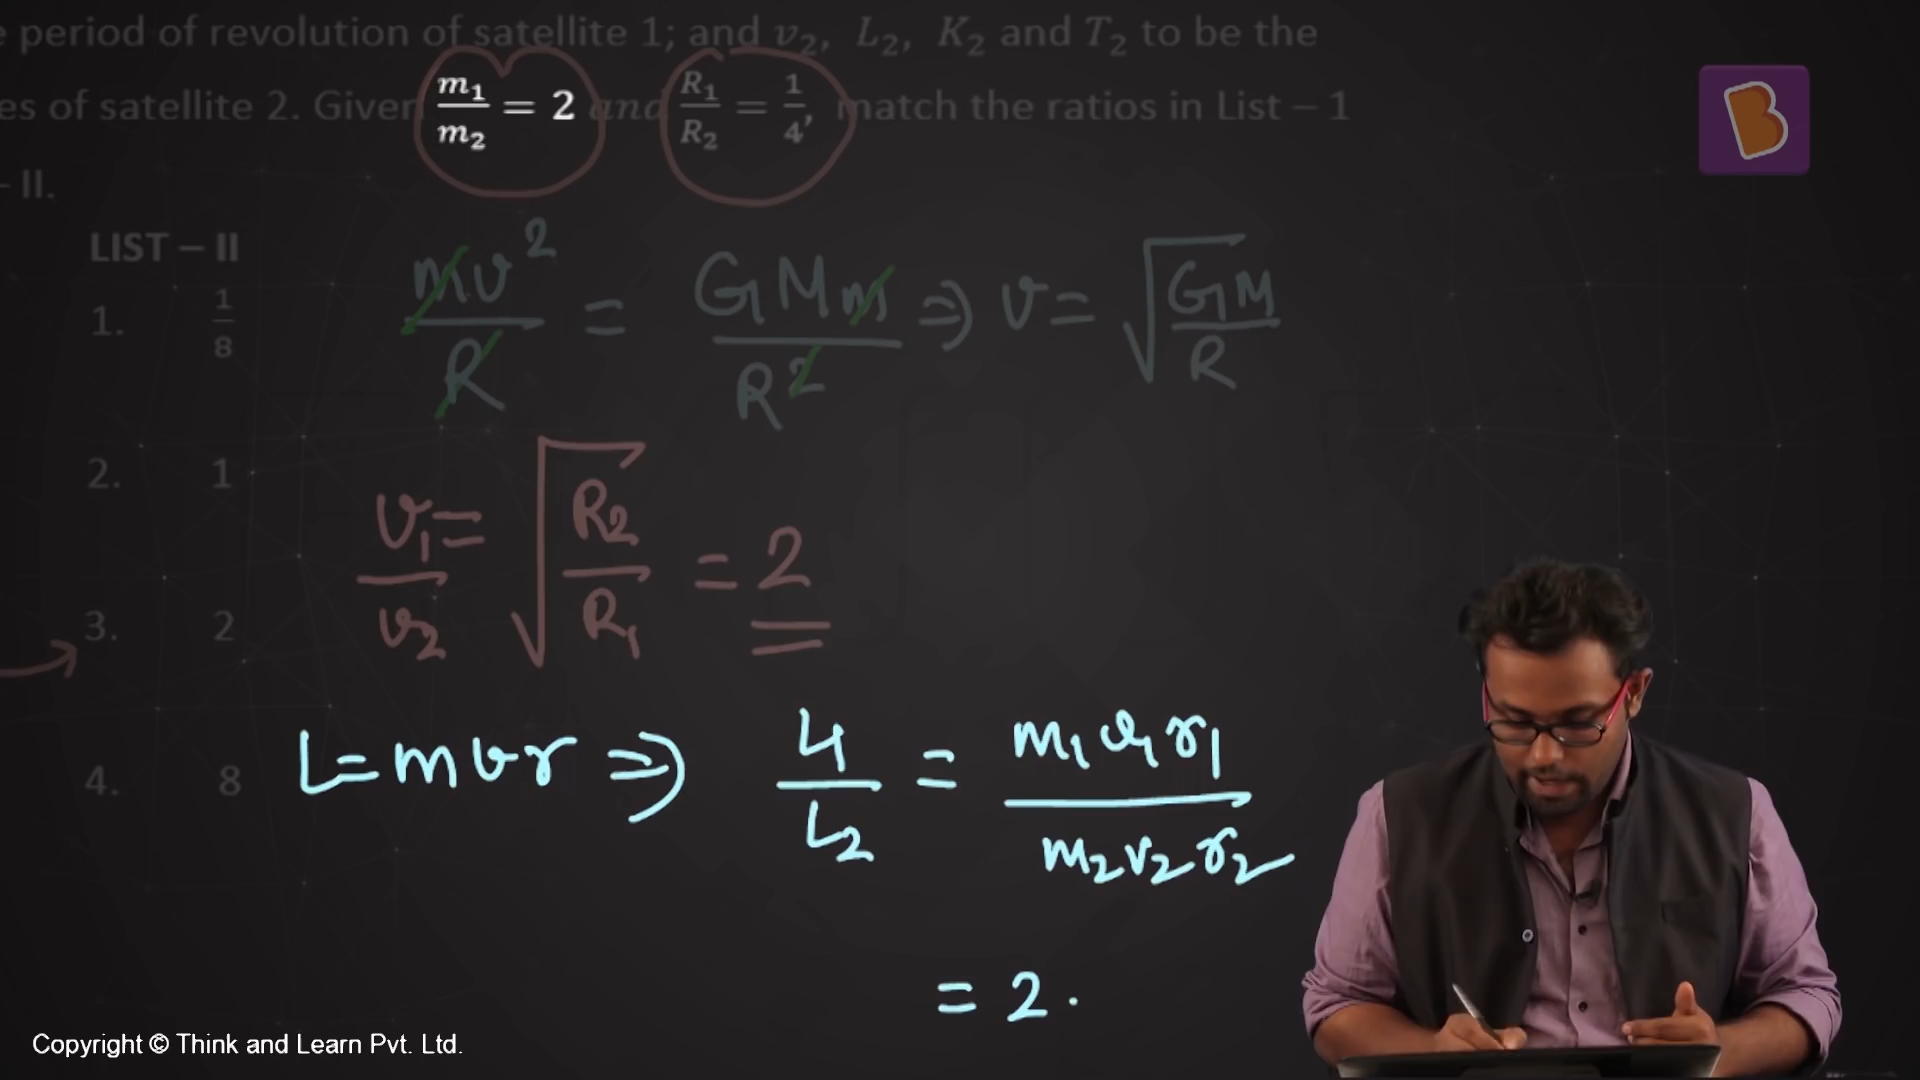 e period of revolution of satellite 1; and v₂, L₂, K₂ and T₂ to be the
es of satellite 2. Given m₁/m₂ = 2 and R₁/R₂ = 1/4, match the ratios in List – 1
- II.
LIST – II
1. 1/8
mv²/R = GMm/R² ⇒ v = √(GM/R)
2. 1
v₁/v₂ = √(R₂/R₁) = 2
3. 2
4. 8
L = mvr ⇒ L₁/L₂ = m₁v₁r₁/m₂v₂r₂
= 2 ·
B
Copyright © Think and Learn Pvt. Ltd.